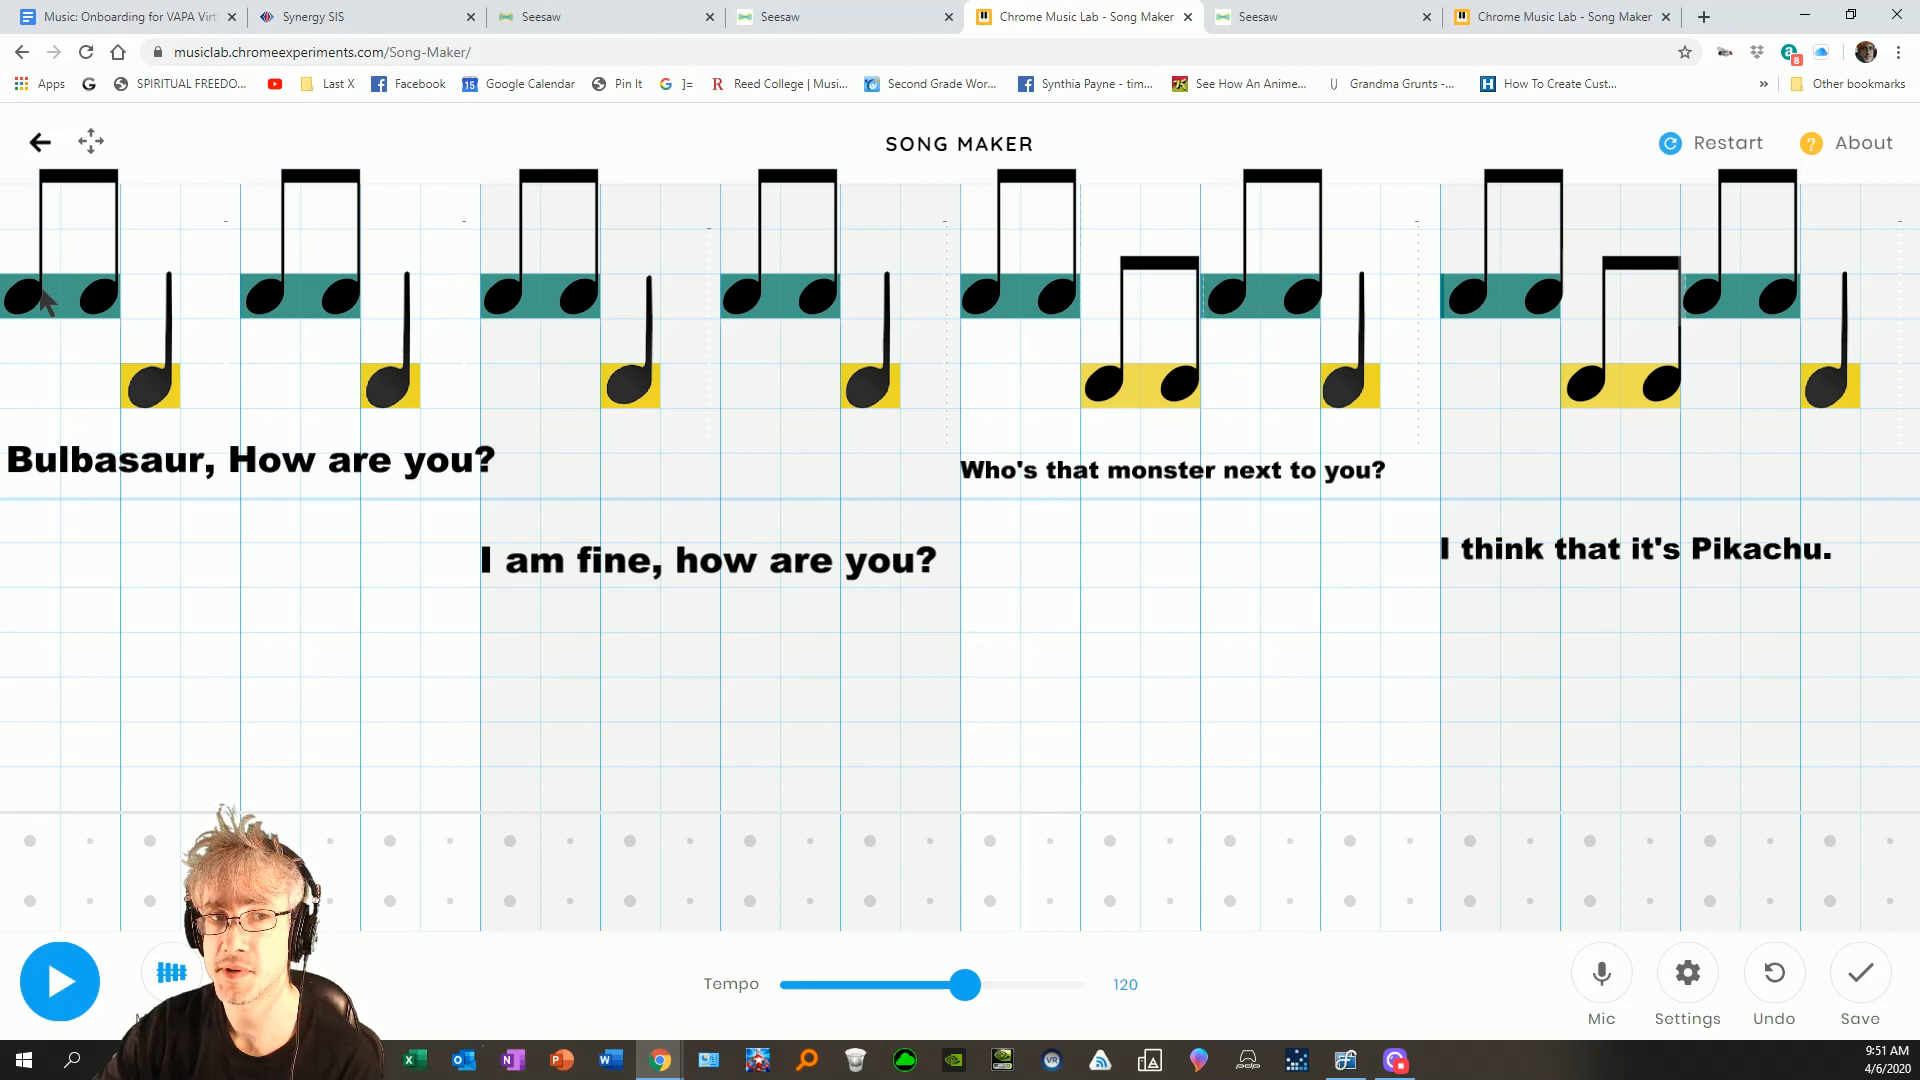 Music: Onboarding for VAPA Virt
Synergy SIS
Seesaw
Seesaw
Chrome Music Lab - Song Maker
Seesaw
Chrome Music Lab - Song Maker
musiclab.chromeexperiments.com/Song-Maker/
8
Apps
SPIRITUAL FREEDO...
Last X
Facebook
15
Google Calendar
Pin It
]=
Reed College | Musi...
Second Grade Wor...
Synthia Payne - tim...
See How An Anime...
Grandma Grunts -...
How To Create Cust...
»
Other bookmarks
SONG MAKER
Restart
? About
Bulbasaur, How are you?
Who's that monster next to you?
I am fine, how are you?
I think that it's Pikachu.
Tempo
120
Mic
Settings
Undo
Save
9:51 AM
4/6/2020